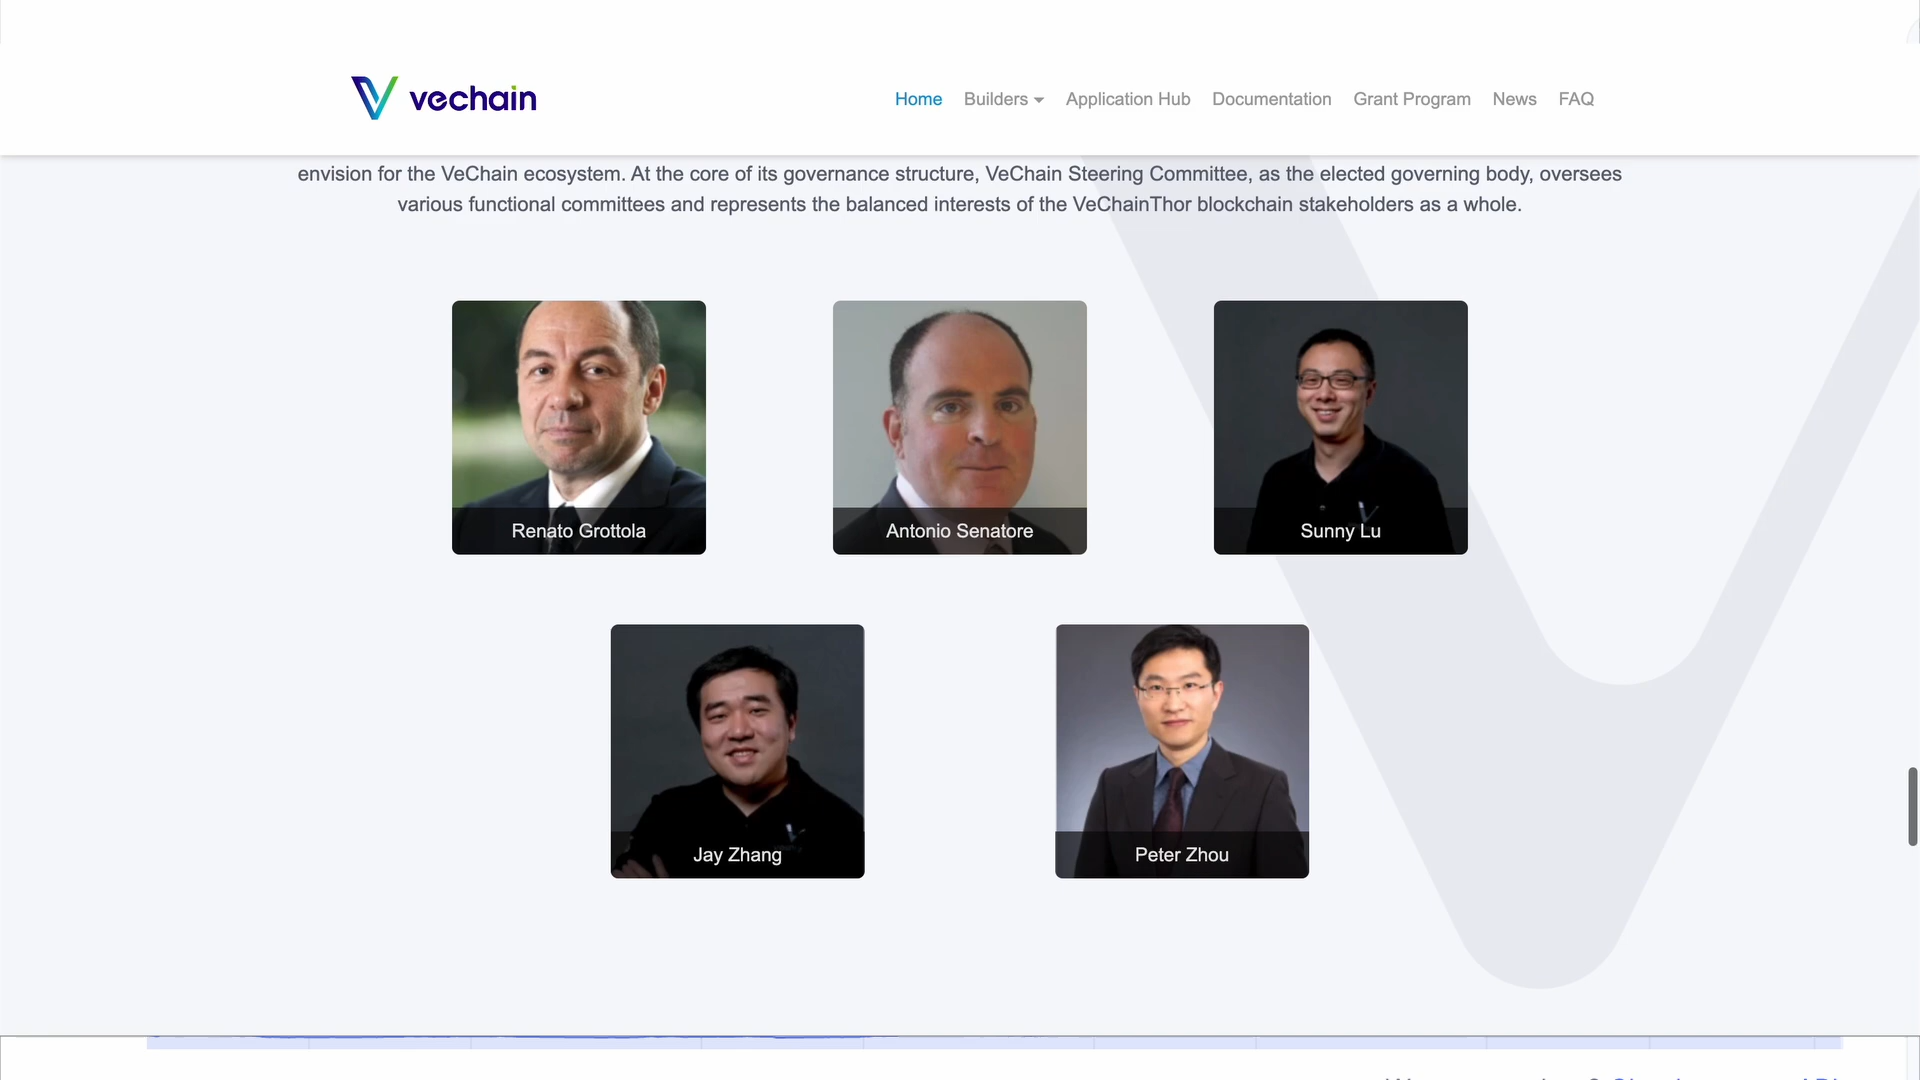 vechain
Home Builders Application Hub Documentation Grant Program News FAQ
envision for the VeChain ecosystem. At the core of its governance structure, VeChain Steering Committee, as the elected governing body, oversees
various functional committees and represents the balanced interests of the VeChainThor blockchain stakeholders as a whole.
Renato Grottola
Antonio Senatore
Sunny Lu
Jay Zhang
Peter Zhou